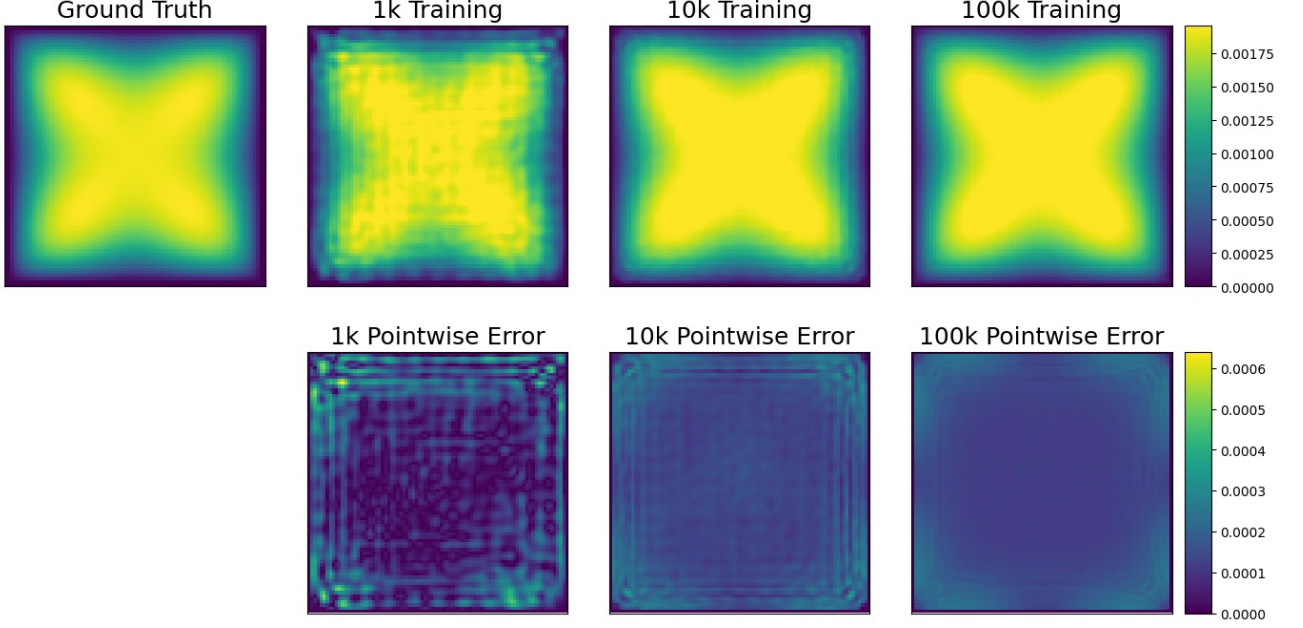 Ground Truth
1k Training
10k Training
100k Training
0.00175
0.00150
0.00125
0.00100
0.00075
0.00050
0.00025
0.00000
1k Pointwise Error
10k Pointwise Error
100k Pointwise Error
0.0006
0.0005
0.0004
0.0003
0.0002
0.0001
0.0000